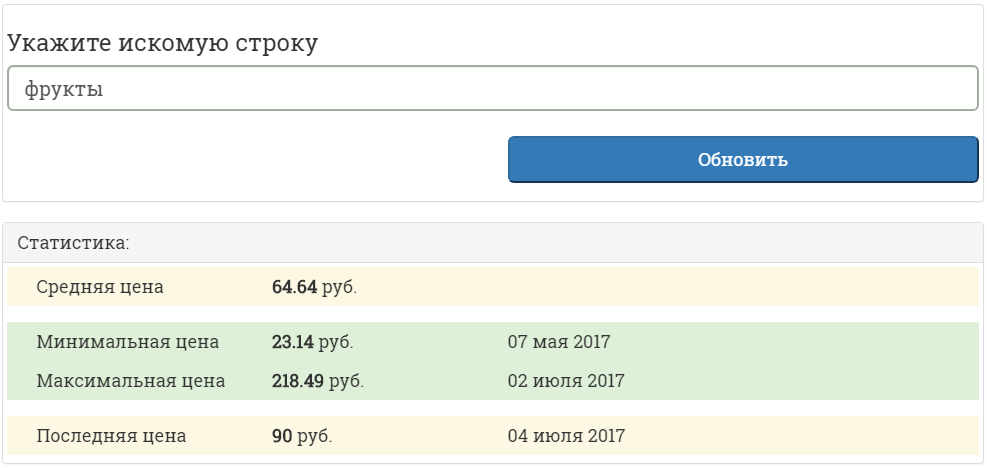 Укажите искомую строку
фрукты
Обновить
Статистика:
Средняя цена 64.64 руб.
Минимальная цена 23.14 руб. 07 мая 2017
Максимальная цена 218.49 руб. 02 июля 2017
Последняя цена 90 руб. 04 июля 2017